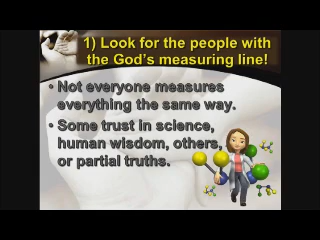 1) Look for the people with
the God's measuring line!
• Not everyone measures
everything the same way.
• Some trust in science,
human wisdom, others,
or partial truths.